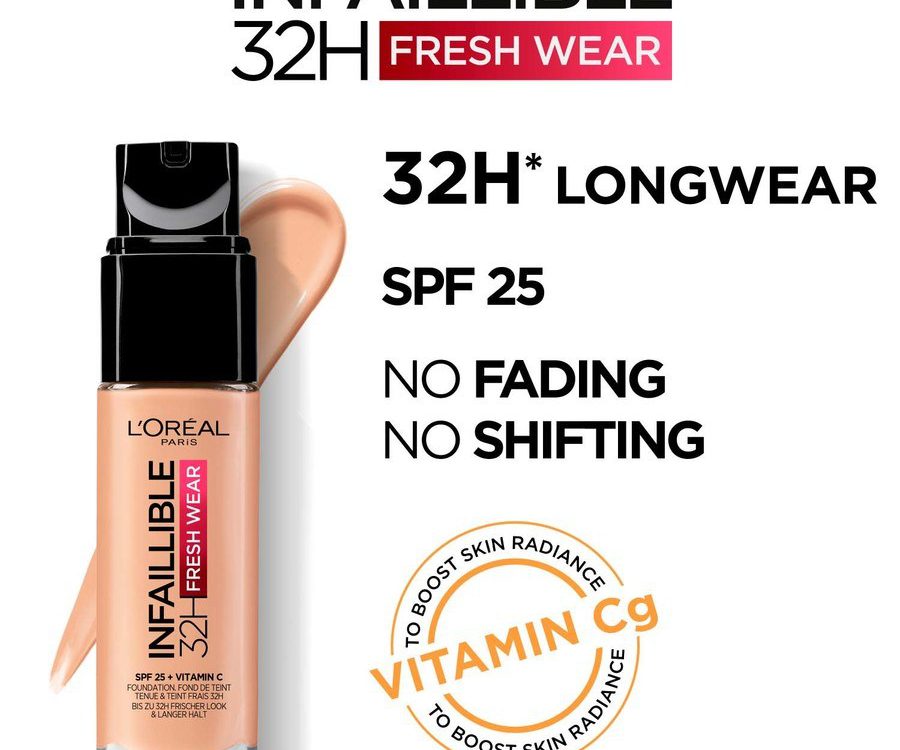 INFAILLIBLE
32H FRESH WEAR
32H* LONGWEAR
SPF 25
NO FADING
NO SHIFTING
L'ORÉAL
PARIS
INFAILLIBLE
32H FRESH WEAR
SPF 25 + VITAMIN C
FOUNDATION. FOND DE TEINT
TENUE & TEINT FRAIS 32H
BIS ZU 32H FRISCHER LOOK
& LANGER HALT
TO BOOST SKIN RADIANCE
VITAMIN Cg
TO BOOST SKIN RADIANCE